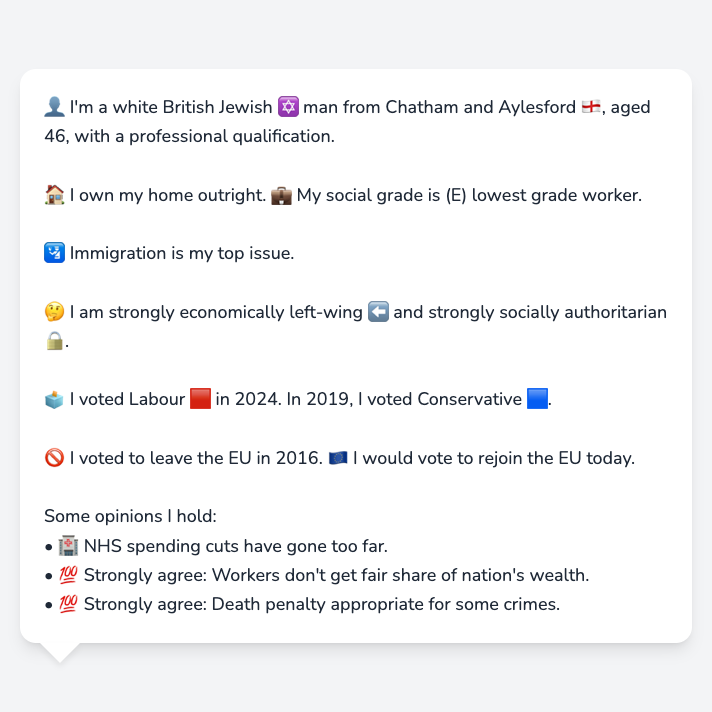 👤 I'm a white British Jewish ✡️ man from Chatham and Aylesford 🏴󠁧󠁢󠁥󠁮󠁧󠁿, aged
46, with a professional qualification.
🏠 I own my home outright. 💼 My social grade is (E) lowest grade worker.
🛂 Immigration is my top issue.
🤔 I am strongly economically left-wing ⬅️ and strongly socially authoritarian
🔒.
🗳️ I voted Labour 🟥 in 2024. In 2019, I voted Conservative 🟦.
🚫 I voted to leave the EU in 2016. 🇪🇺 I would vote to rejoin the EU today.
Some opinions I hold:
• 🏥 NHS spending cuts have gone too far.
• 💯 Strongly agree: Workers don't get fair share of nation's wealth.
• 💯 Strongly agree: Death penalty appropriate for some crimes.